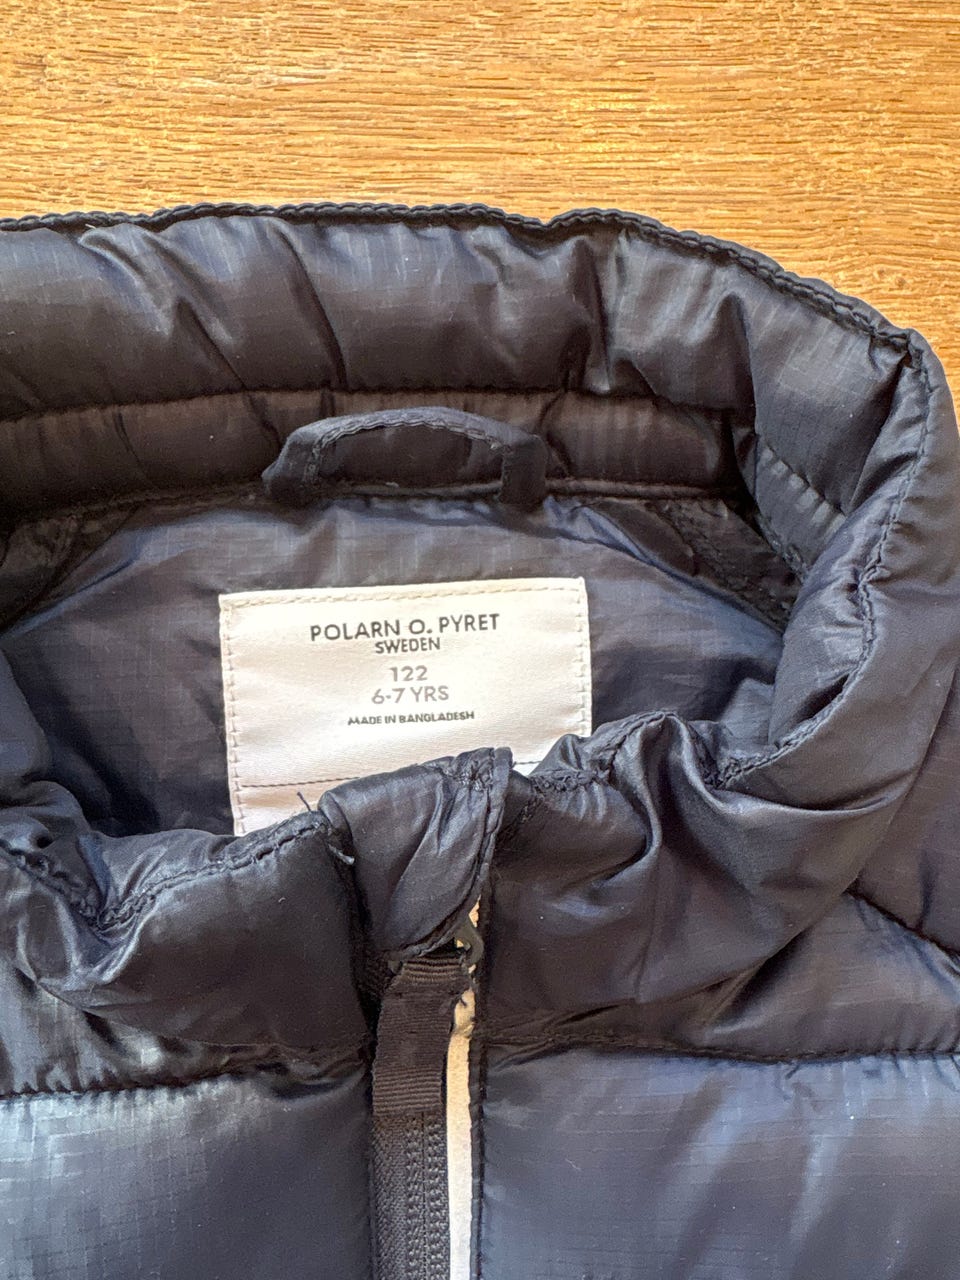 POLARN O. PYRET
SWEDEN
122
6-7 YRS
MADE IN BANGLADESH